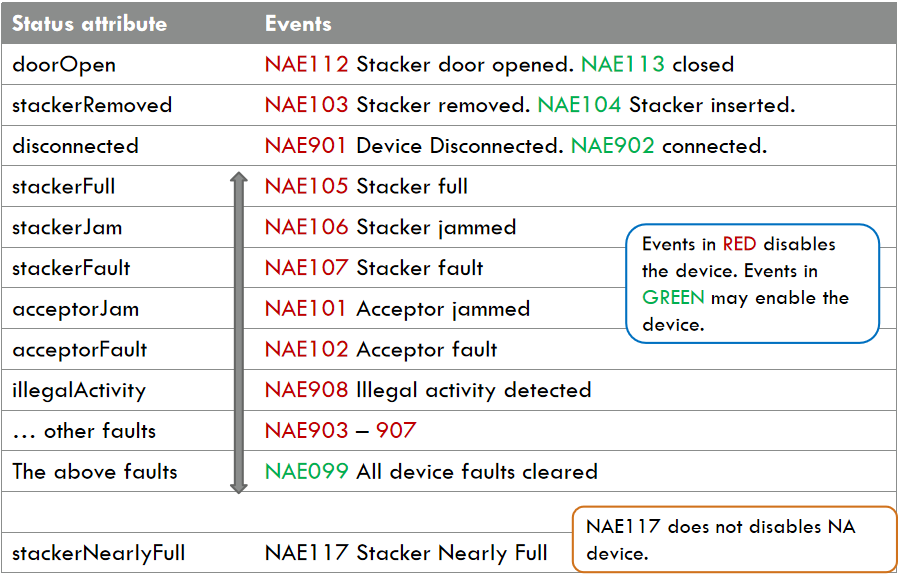 Status attribute Events
doorOpen NAE112 Stacker door opened. NAE113 closed
stackerRemoved NAE103 Stacker removed. NAE104 Stacker inserted.
disconnected NAE901 Device Disconnected. NAE902 connected.
stackerFull NAE105 Stacker full
stackerJam NAE106 Stacker jammed
stackerFault NAE107 Stacker fault
acceptorJam NAE101 Acceptor jammed
acceptorFault NAE102 Acceptor fault
illegalActivity NAE908 Illegal activity detected
… other faults NAE903 – 907
The above faults NAE099 All device faults cleared
stackerNearlyFull NAE117 Stacker Nearly Full
Events in RED disables
the device. Events in
GREEN may enable the
device.
NAE117 does not disables NA
device.